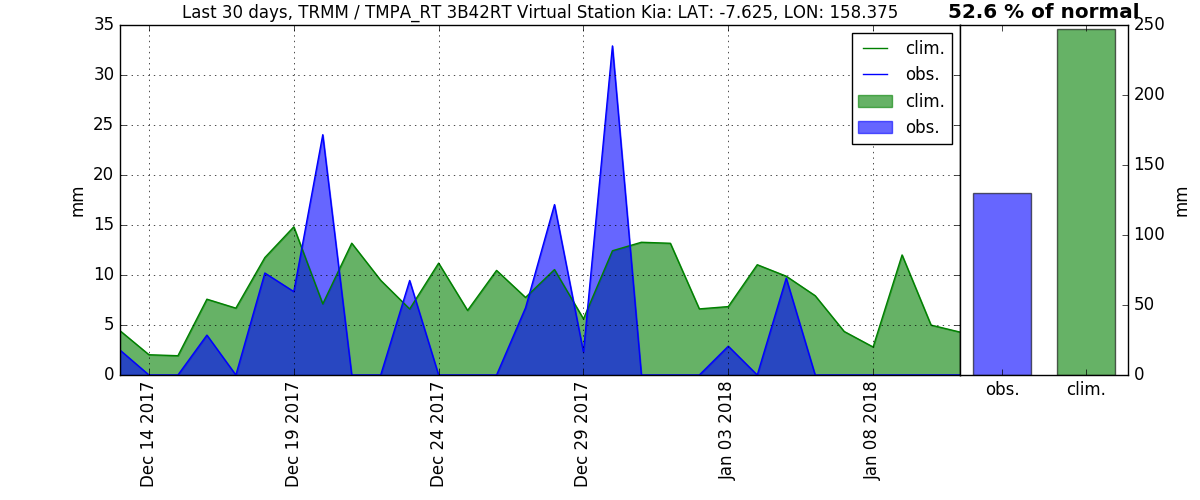 Last 30 days, TRMM / TMPA_RT 3B42RT Virtual Station Kia: LAT: -7.625, LON: 158.375
52.6 % of normal
35
30
25
20
15
10
5
0
mm
clim.
obs.
clim.
obs.
Dec 14 2017
Dec 19 2017
Dec 24 2017
Dec 29 2017
Jan 03 2018
Jan 08 2018
250
200
150
100
50
0
mm
obs.
clim.